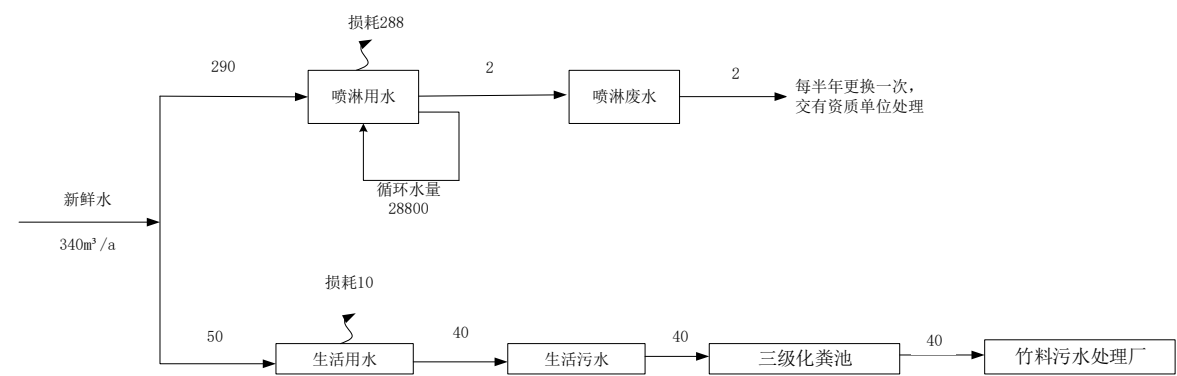 损耗288
290
喷淋用水
2
喷淋废水
2
每半年更换一次，
交有资质单位处理
循环水量
28800
新鲜水
340m³/a
损耗10
50
生活用水
40
生活污水
40
三级化粪池
40
竹料污水处理厂